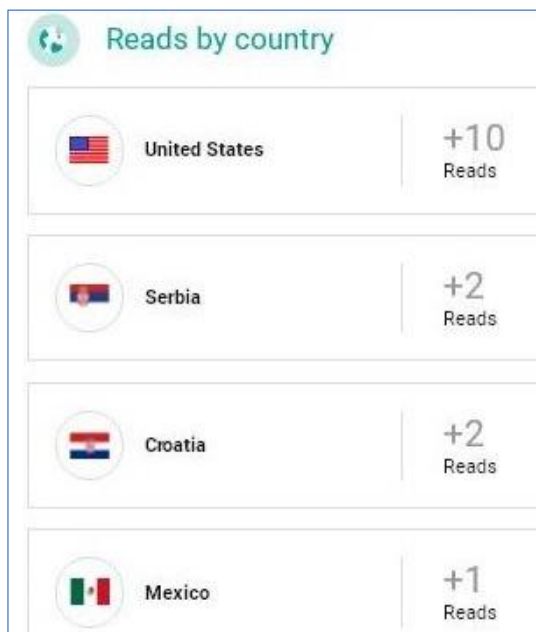 Reads by country
United States
+10
Reads
Serbia
+2
Reads
Croatia
+2
Reads
Mexico
+1
Reads